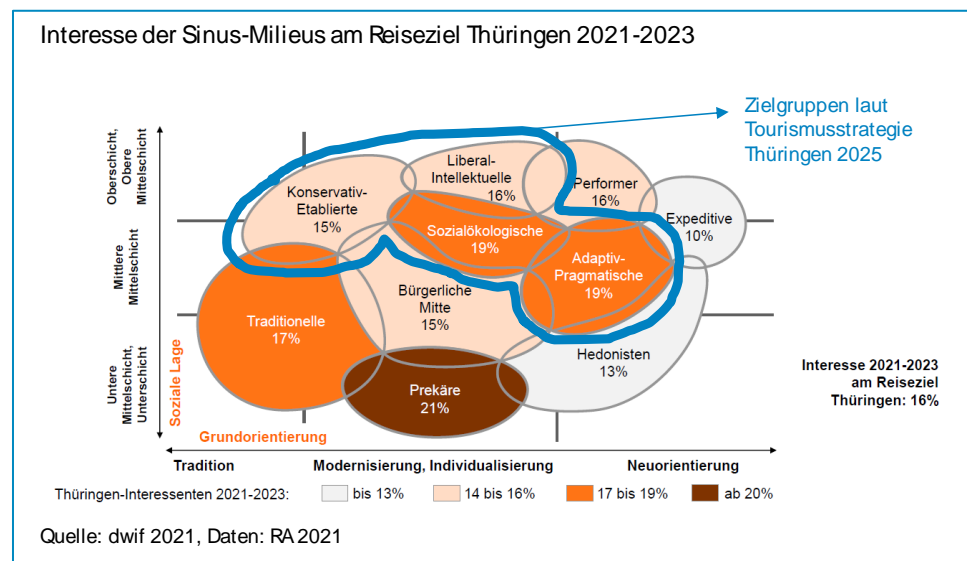 Interesse der Sinus-Milieus am Reiseziel Thüringen 2021-2023
Zielgruppen laut
Tourismusstrategie
Thüringen 2025
Oberschicht,
Obere
Mittelschicht
Mittlere
Mittelschicht
Untere
Mittelschicht,
Unterschicht
Soziale Lage
Konservativ-
Etablierte
15%
Liberal-
Intellektuelle
16%
Performer
16%
Expeditive
10%
Sozialökologische
19%
Adaptiv-
Pragmatische
19%
Traditionelle
17%
Bürgerliche
Mitte
15%
Hedonisten
13%
Prekäre
21%
Interesse 2021-2023
am Reiseziel
Thüringen: 16%
Grundorientierung
Tradition
Modernisierung, Individualisierung
Neuorientierung
Thüringen-Interessenten 2021-2023:
bis 13%
14 bis 16%
17 bis 19%
ab 20%
Quelle: dwif 2021, Daten: RA 2021